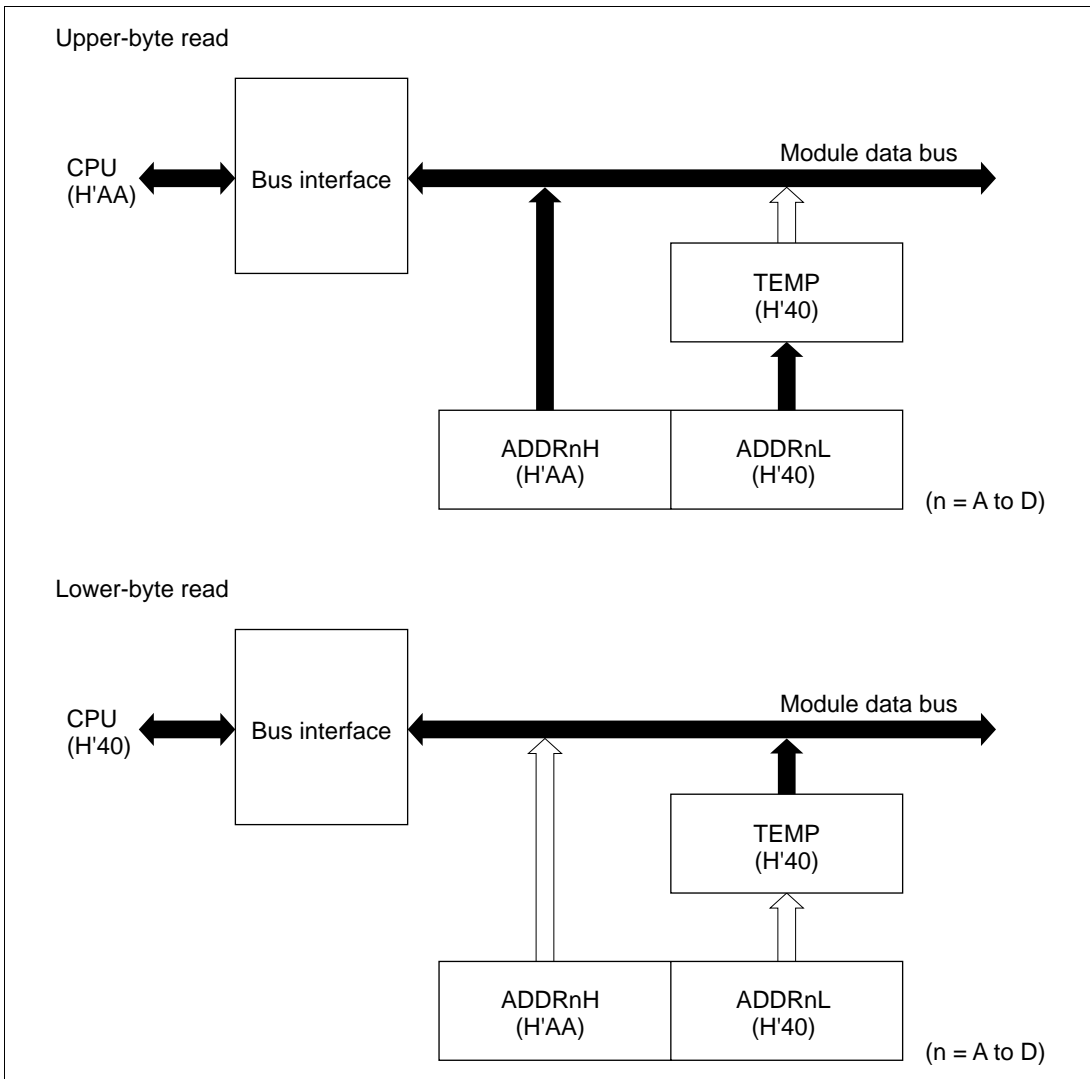 Upper-byte read
CPU
(H'AA)
Bus interface
Module data bus
TEMP
(H'40)
ADDRnH
(H'AA)
ADDRnL
(H'40)
(n = A to D)
Lower-byte read
CPU
(H'40)
Bus interface
Module data bus
TEMP
(H'40)
ADDRnH
(H'AA)
ADDRnL
(H'40)
(n = A to D)